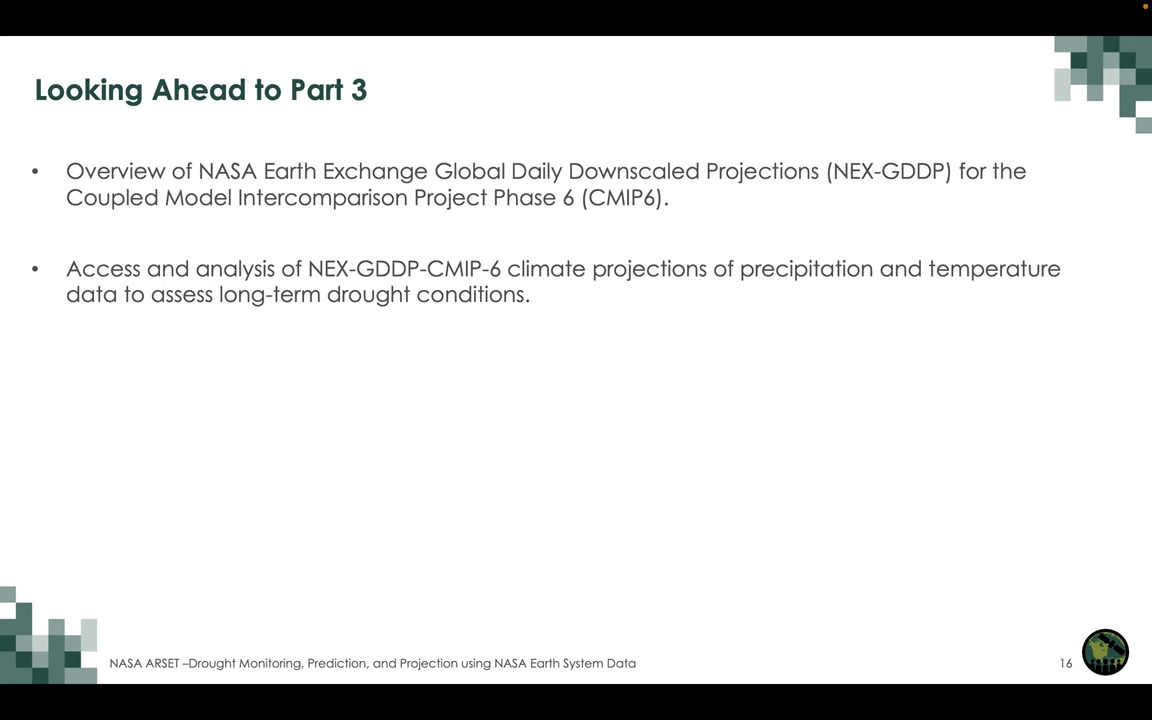 Looking Ahead to Part 3
• Overview of NASA Earth Exchange Global Daily Downscaled Projections (NEX-GDDP) for the
Coupled Model Intercomparison Project Phase 6 (CMIP6).
• Access and analysis of NEX-GDDP-CMIP-6 climate projections of precipitation and temperature
data to assess long-term drought conditions.
NASA ARSET –Drought Monitoring, Prediction, and Projection using NASA Earth System Data
16